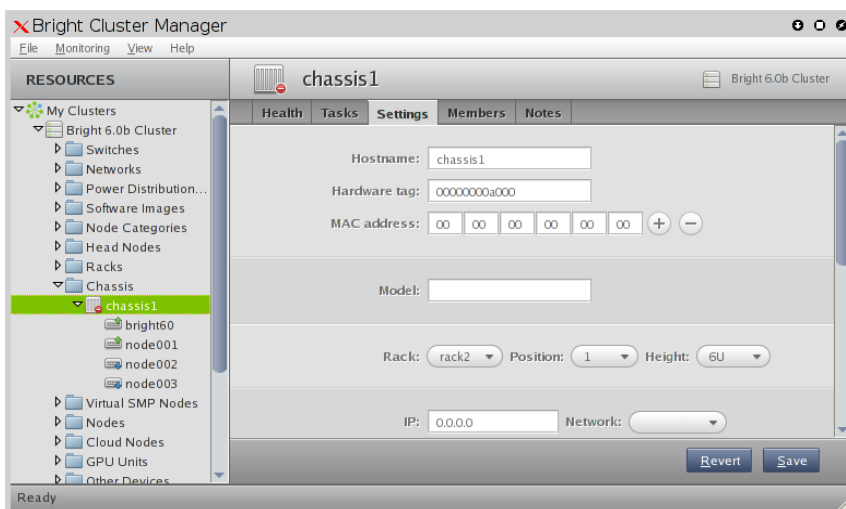 Bright Cluster Manager
File Monitoring View Help
RESOURCES
chassis1
Bright 6.0b Cluster
My Clusters
Bright 6.0b Cluster
Switches
Networks
Power Distribution...
Software Images
Node Categories
Head Nodes
Racks
Chassis
chassis1
bright60
node001
node002
node003
Virtual SMP Nodes
Nodes
Cloud Nodes
GPU Units
Other Devices
Health Tasks Settings Members Notes
Hostname: chassis1
Hardware tag: 00000000a000
MAC address: 00 00 00 00 00 00
Model:
Rack: rack2 Position: 1 Height: 6U
IP: 0.0.0.0 Network:
Revert Save
Ready